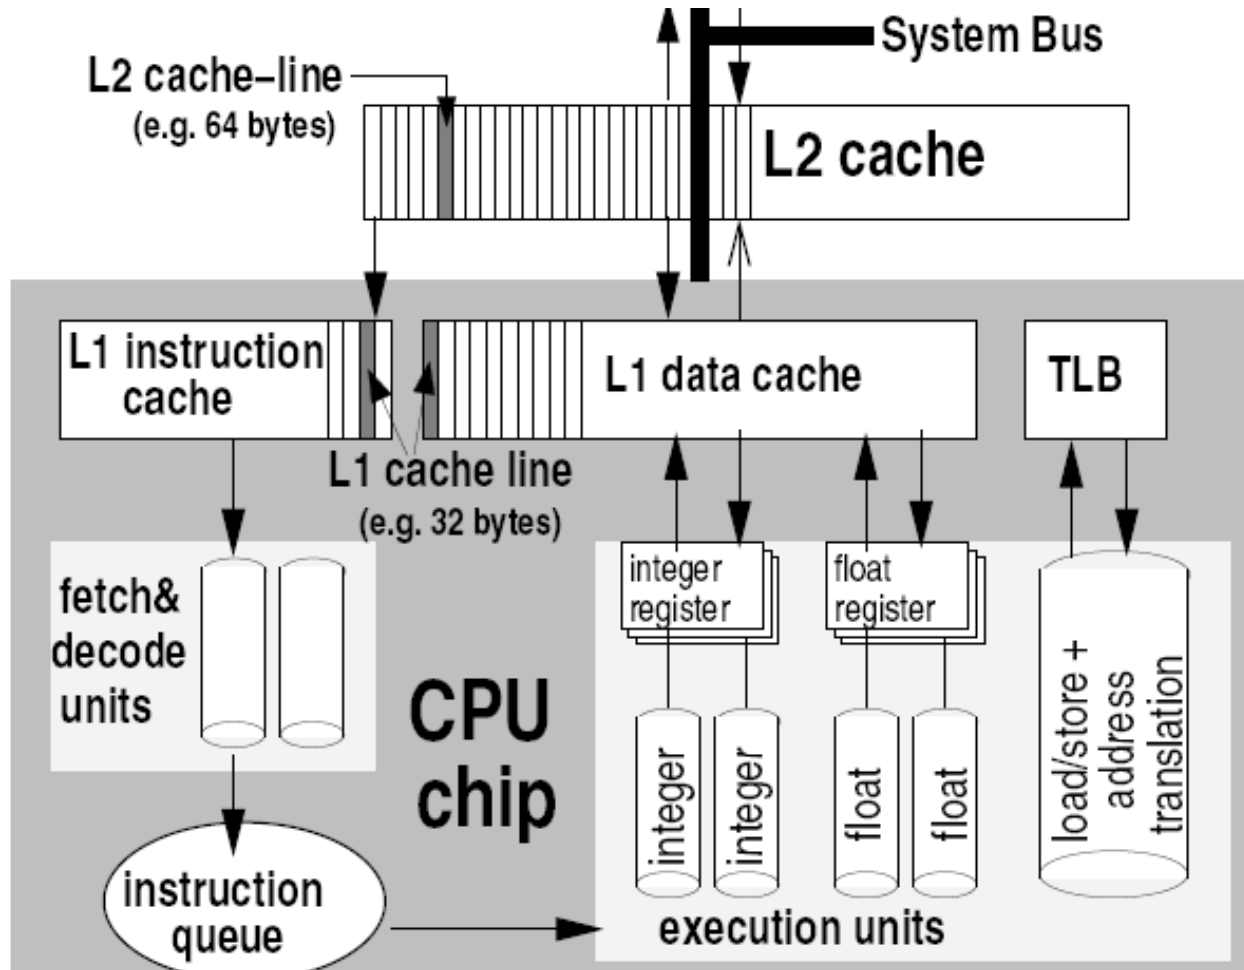 System Bus
L2 cache–line
(e.g. 64 bytes)
L2 cache
L1 instruction
cache
L1 data cache
TLB
L1 cache line
(e.g. 32 bytes)
fetch&
decode
units
integer
register
float
register
CPU
chip
integer
integer
float
float
load/store +
address
translation
instruction
queue
execution units